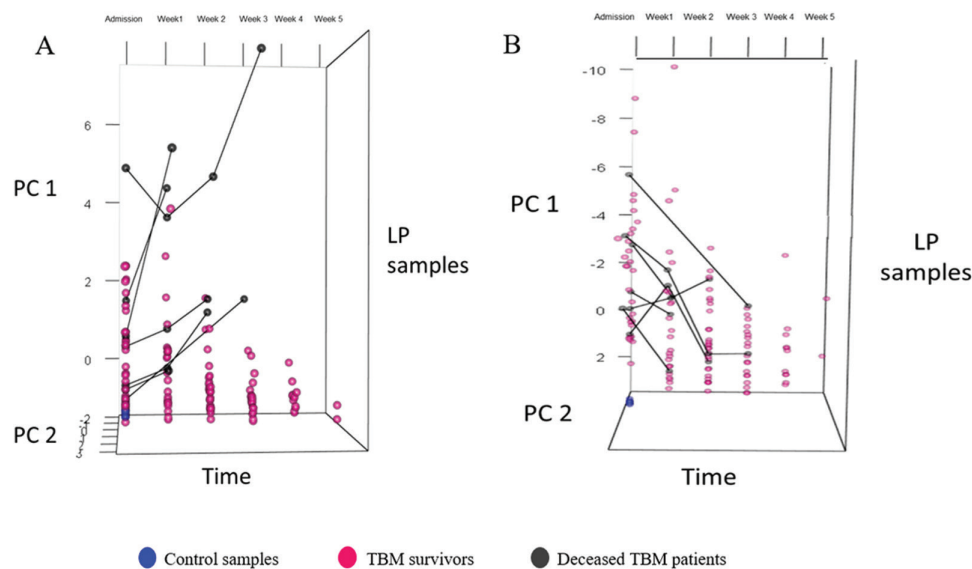 Admission Week1 Week 2 Week 3 Week 4 Week 5
A
6
PC 1
4
2
0
-2
PC 2
3
Time
LP
samples
Admission Week1 Week 2 Week 3 Week 4 Week 5
B
-10
-8
-6
PC 1
-4
-2
0
2
PC 2
Time
LP
samples
Control samples TBM survivors Deceased TBM patients